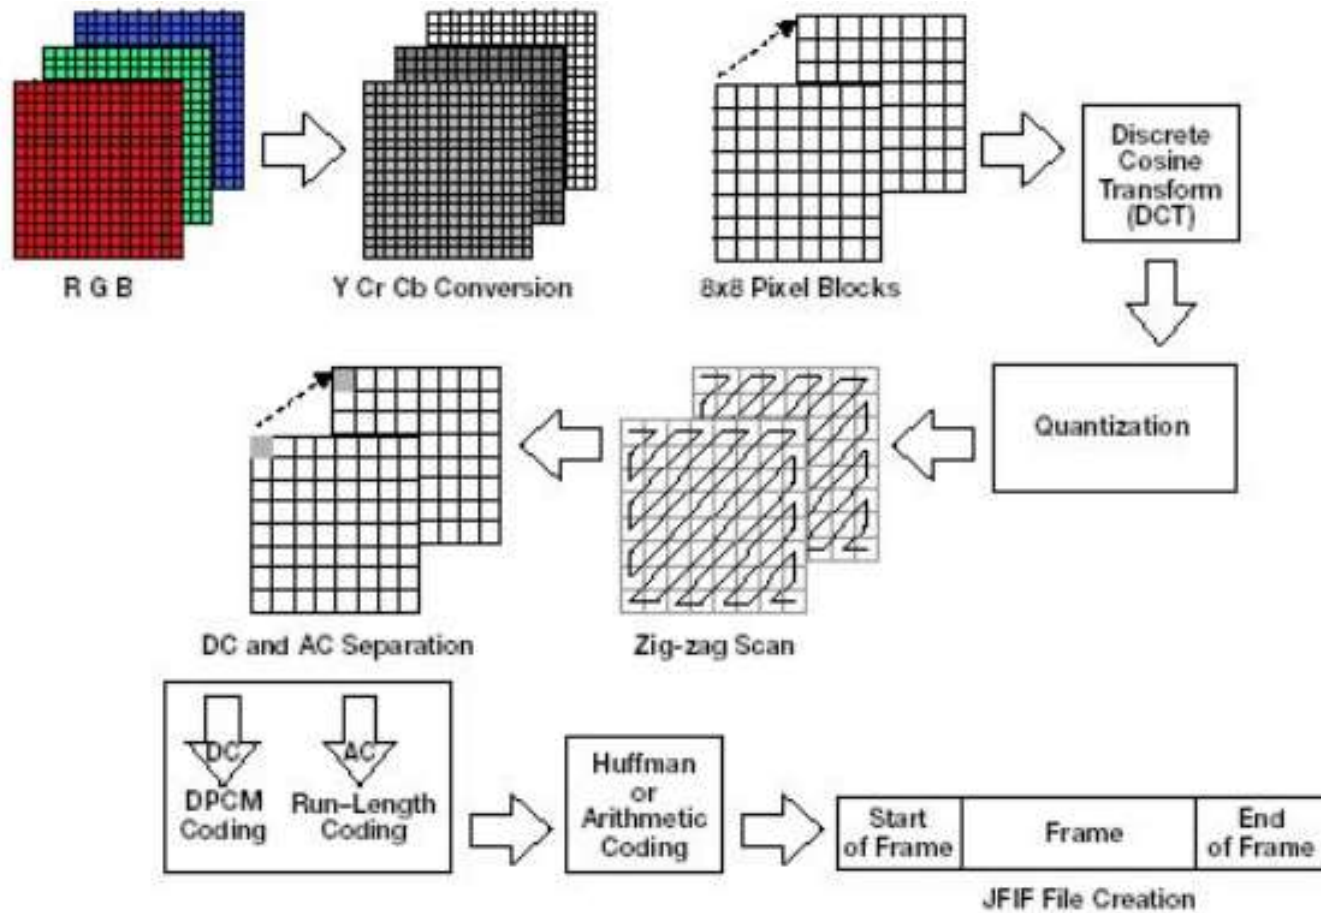 R G B
Y Cr Cb Conversion
8x8 Pixel Blocks
Discrete
Cosine
Transform
(DCT)
Quantization
Zig-zag Scan
DC and AC Separation
DC
DPCM
Coding
AC
Run-Length
Coding
Huffman
or
Arithmetic
Coding
Start
of Frame
Frame
End
of Frame
JFIF File Creation